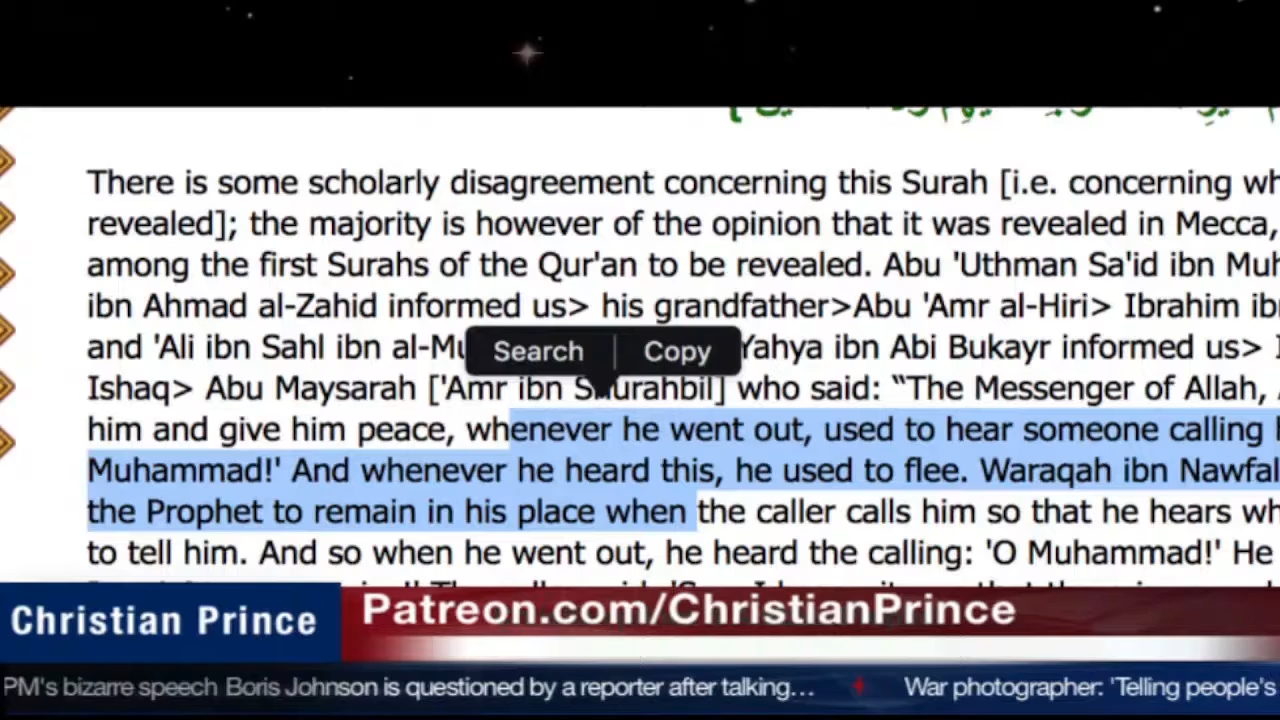 There is some scholarly disagreement concerning this Surah [i.e. concerning wh
revealed]; the majority is however of the opinion that it was revealed in Mecca,
among the first Surahs of the Qur'an to be revealed. Abu 'Uthman Sa'id ibn Muh
ibn Ahmad al-Zahid informed us> his grandfather>Abu 'Amr al-Hiri> Ibrahim ib
and 'Ali ibn Sahl ibn al-Mu Yahya ibn Abi Bukayr informed us> I
Search Copy
Ishaq> Abu Maysarah ['Amr ibn Shurahbil] who said: “The Messenger of Allah,
him and give him peace, whenever he went out, used to hear someone calling
Muhammad!' And whenever he heard this, he used to flee. Waraqah ibn Nawfal
the Prophet to remain in his place when the caller calls him so that he hears wh
to tell him. And so when he went out, he heard the calling: 'O Muhammad!' He
Christian Prince
Patreon.com/ChristianPrince
PM's bizarre speech Boris Johnson is questioned by a reporter after talking... War photographer: 'Telling people's